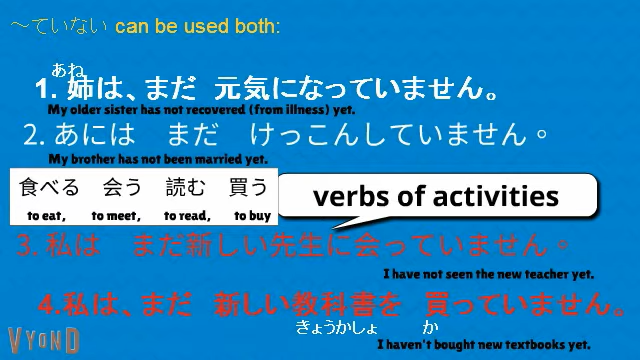 ～ていない can be used both:
あね
1. 姉は、まだ 元気になっていません。
My older sister has not recovered (from illness) yet.
2. あには まだ けっこんしていません。
My brother has not been married yet.
食べる 会う 読む 買う
to eat, to meet, to read, to buy
verbs of activities
3. 私は まだ新しい先生に会っていません。
I have not seen the new teacher yet.
4.私は、まだ 新しい教科書を 買っていません。
きょうかしょ か
I haven't bought new textbooks yet.
VYOND